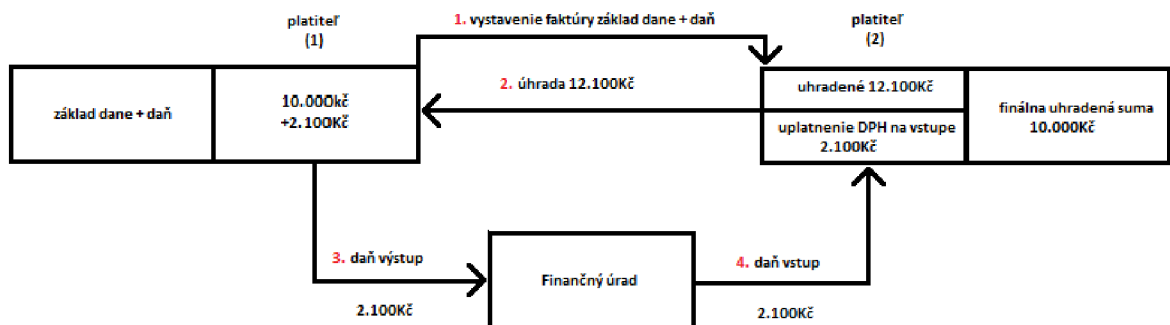 platiteľ
(1)
1. vystavenie faktúry základ dane + daň
platiteľ
(2)
základ dane + daň
10.000kč
+2.100Kč
2. úhrada 12.100Kč
uhradené 12.100Kč
uplatnenie DPH na vstupe
2.100Kč
finálna uhradená suma
10.000Kč
3. daň výstup
2.100Kč
Finančný úrad
4. daň vstup
2.100Kč